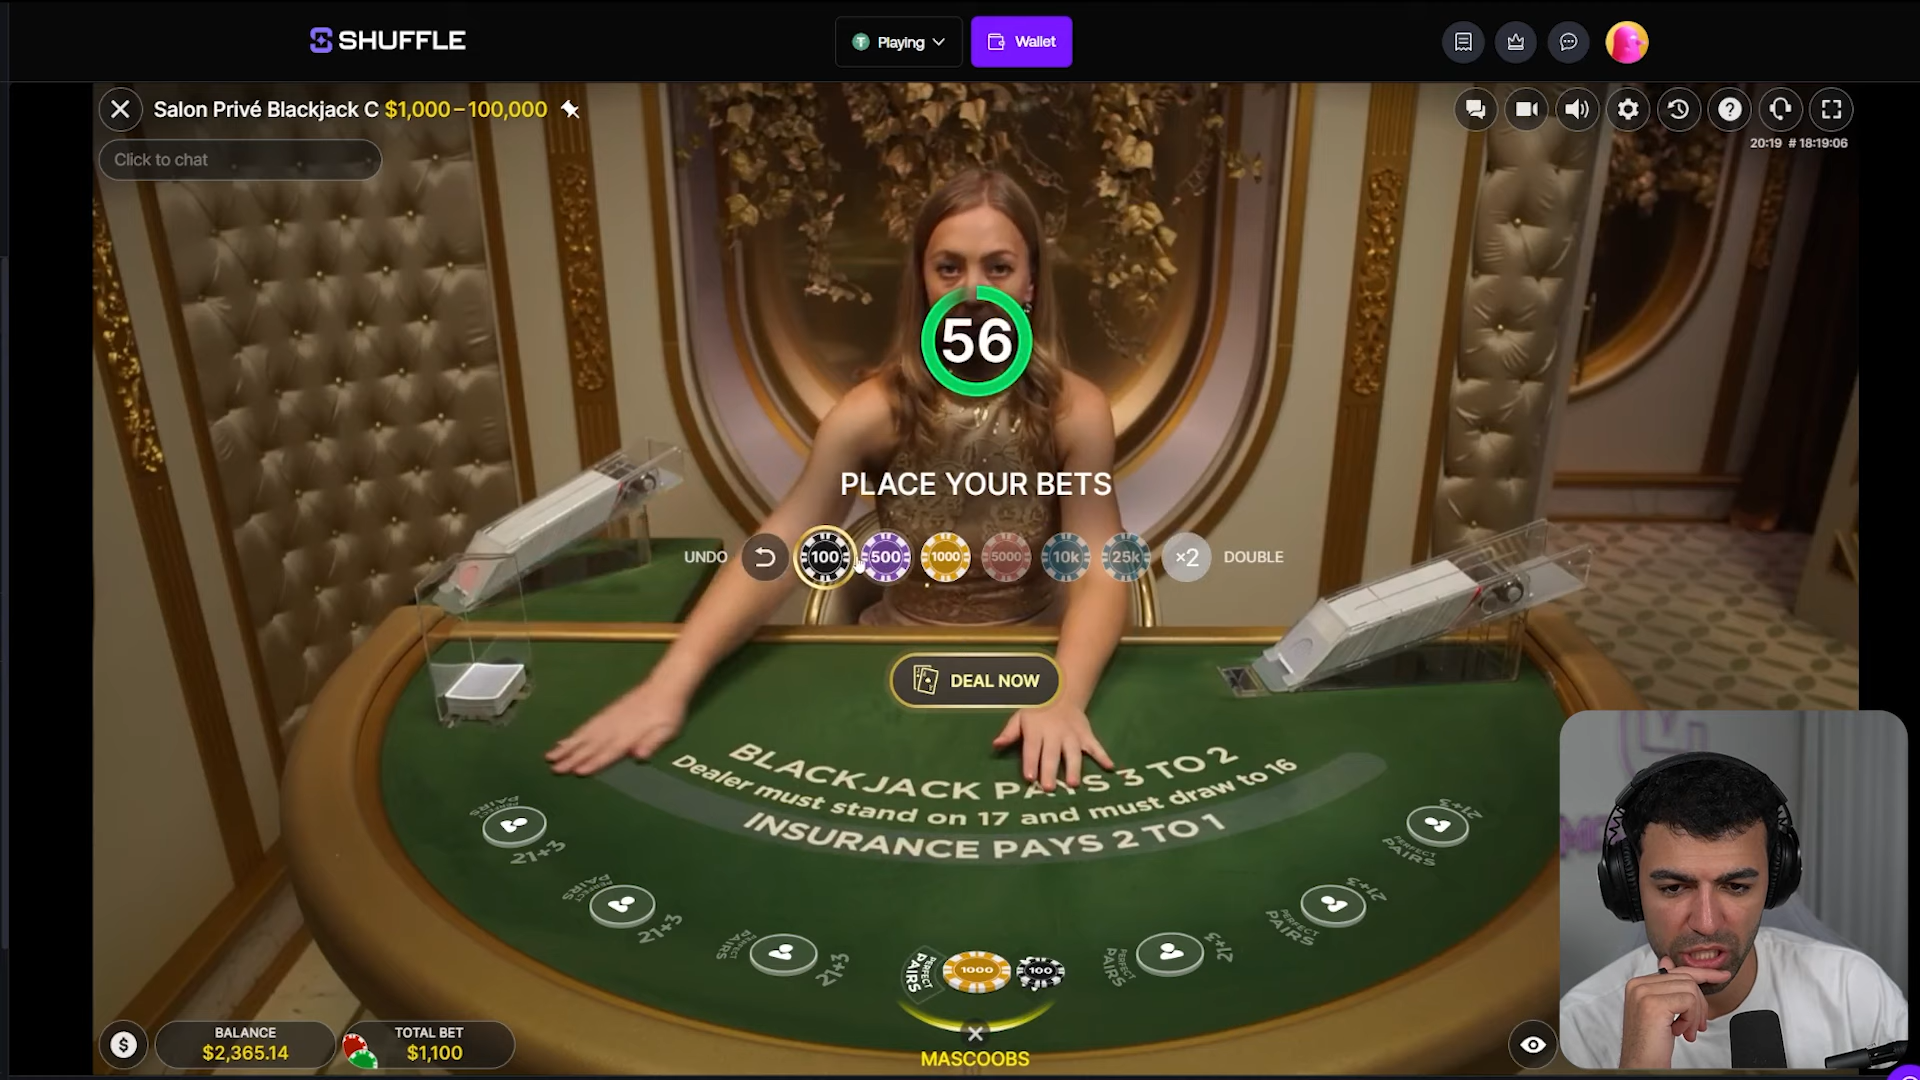 SHUFFLE
Playing
Wallet
Salon Privé Blackjack C $1,000–100,000
Click to chat
20:19 # 18:19:06
56
PLACE YOUR BETS
UNDO
100
500
1000
5000
10k
25k
×2
DOUBLE
DEAL NOW
BLACKJACK PAYS 3 TO 2
Dealer must stand on 17 and must draw to 16
INSURANCE PAYS 2 TO 1
PERFECT PAIRS
1000
100
PAIRS
21+3
PERFECT PAIRS
21+3
PAIRS
21+3
PAIRS
21+3
PERFECT PAIRS
21+3
PERFECT PAIRS
21+3
BALANCE
$2,365.14
TOTAL BET
$1,100
MASCOOBS